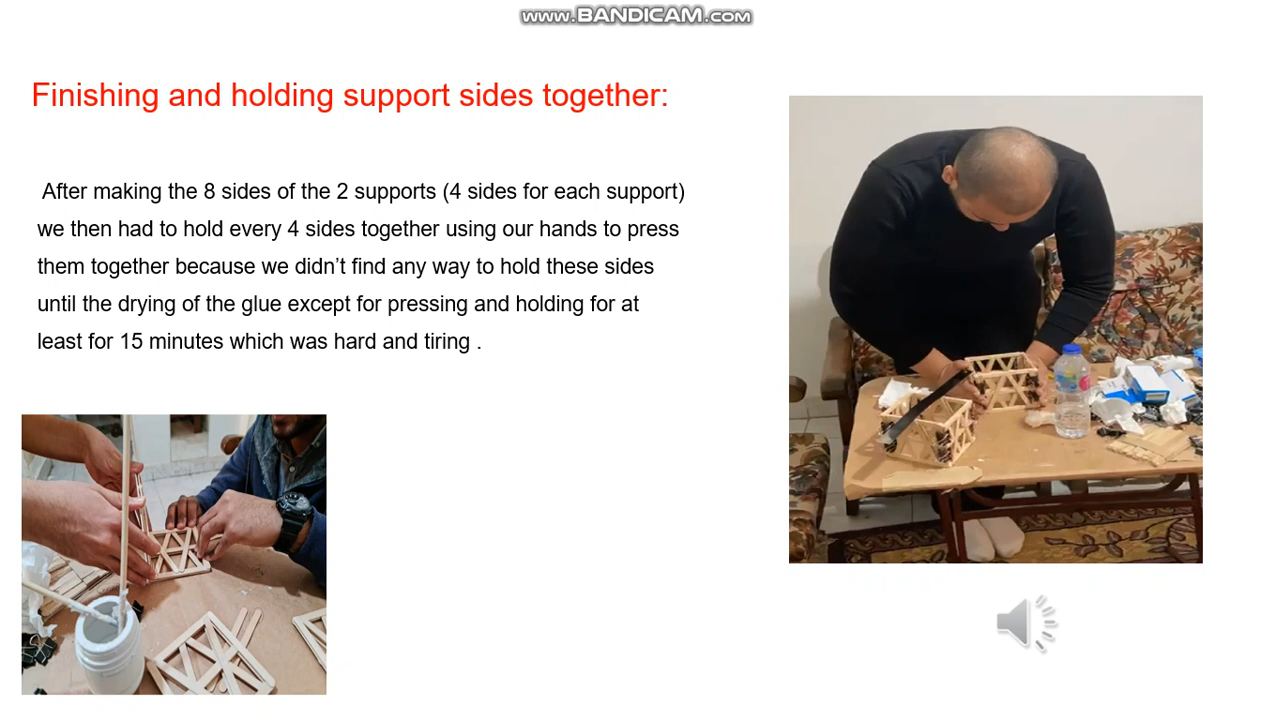 www.BANDICAM.com
Finishing and holding support sides together:
After making the 8 sides of the 2 supports (4 sides for each support)
we then had to hold every 4 sides together using our hands to press
them together because we didn’t find any way to hold these sides
until the drying of the glue except for pressing and holding for at
least for 15 minutes which was hard and tiring .